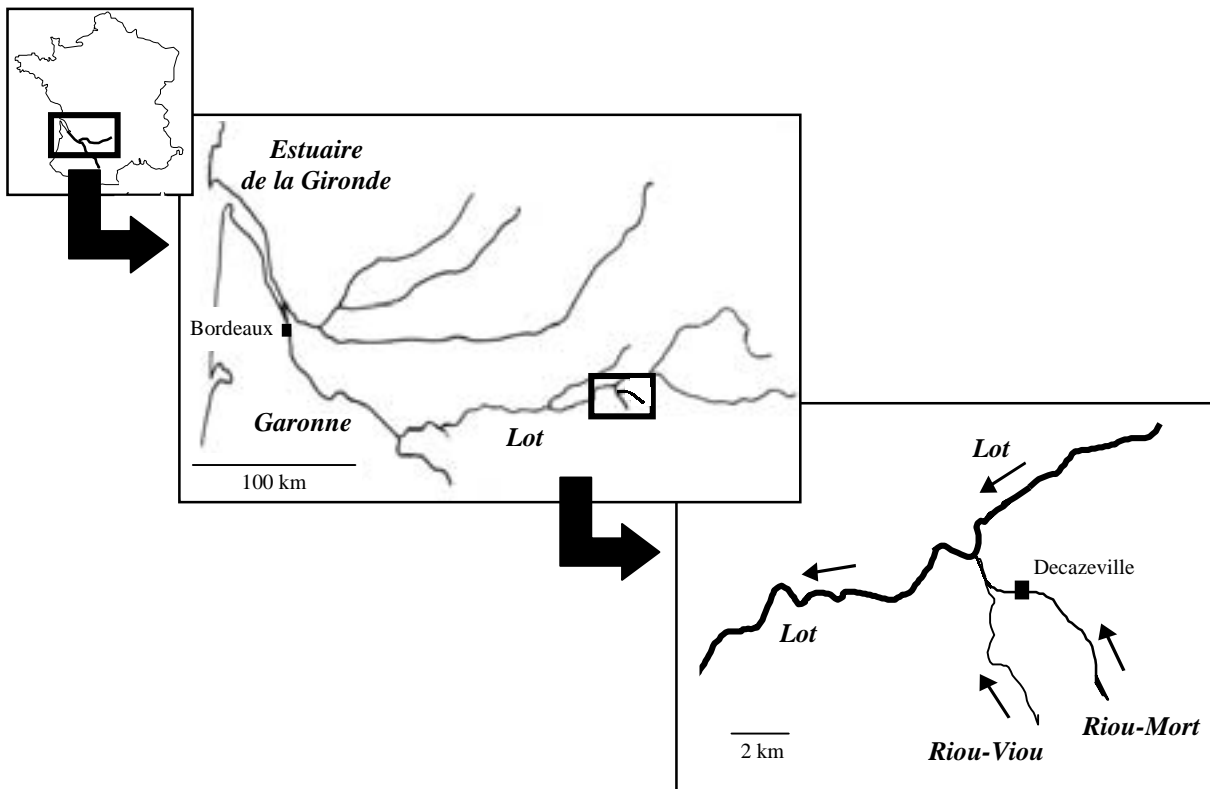 Estuaire
de la Gironde
Bordeaux
Garonne
Lot
100 km
Lot
Decazeville
Lot
Riou-Mort
2 km
Riou-Viou